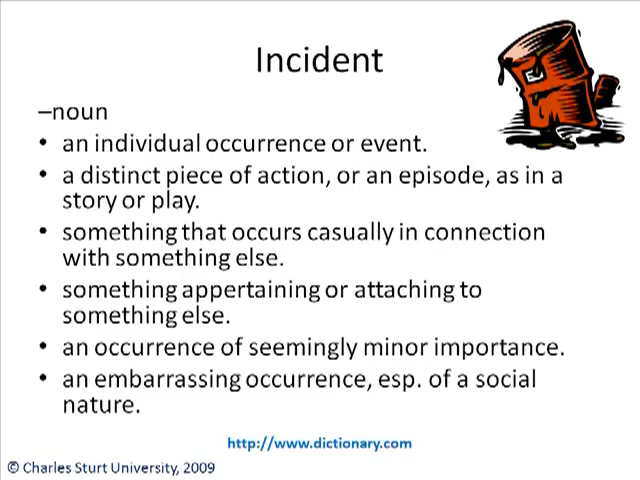 Incident
–noun
• an individual occurrence or event.
• a distinct piece of action, or an episode, as in a
story or play.
• something that occurs casually in connection
with something else.
• something appertaining or attaching to
something else.
• an occurrence of seemingly minor importance.
• an embarrassing occurrence, esp. of a social
nature.
http://www.dictionary.com
© Charles Sturt University, 2009